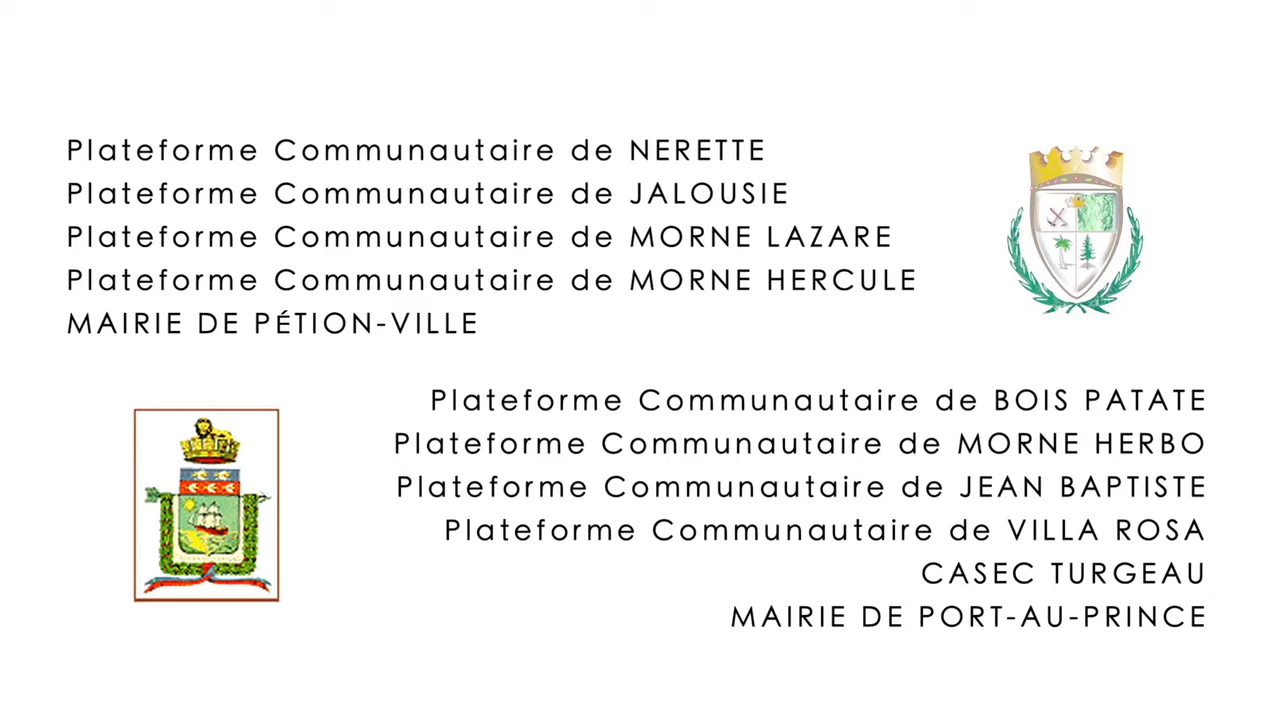 Plateforme Communautaire de NERETTE
Plateforme Communautaire de JALOUSIE
Plateforme Communautaire de MORNE LAZARE
Plateforme Communautaire de MORNE HERCULE
MAIRIE DE PÉTION-VILLE
Plateforme Communautaire de BOIS PATATE
Plateforme Communautaire de MORNE HERBO
Plateforme Communautaire de JEAN BAPTISTE
Plateforme Communautaire de VILLA ROSA
CASEC TURGEAU
MAIRIE DE PORT-AU-PRINCE